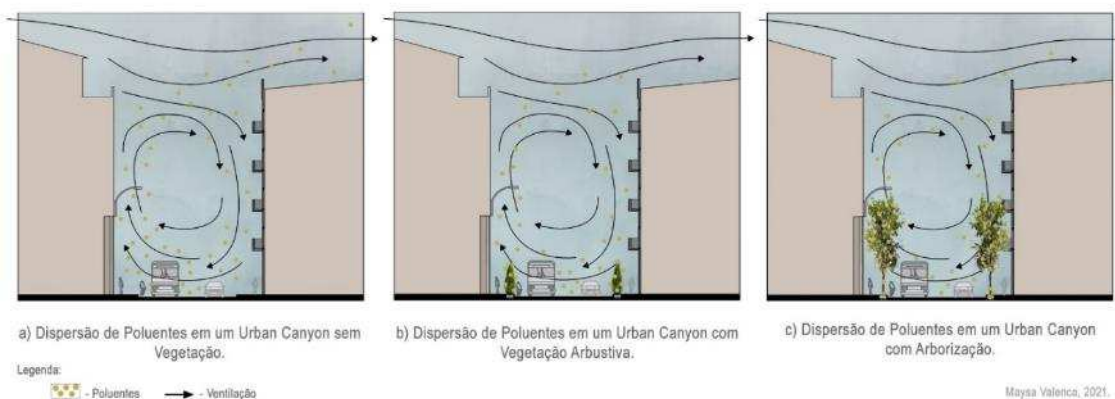 a) Dispersão de Poluentes em um Urban Canyon sem
Vegetação.
b) Dispersão de Poluentes em um Urban Canyon com
Vegetação Arbustiva.
c) Dispersão de Poluentes em um Urban Canyon
com Arborização.
Legenda:
- Poluentes
- Ventilação
Maysa Valença, 2021.